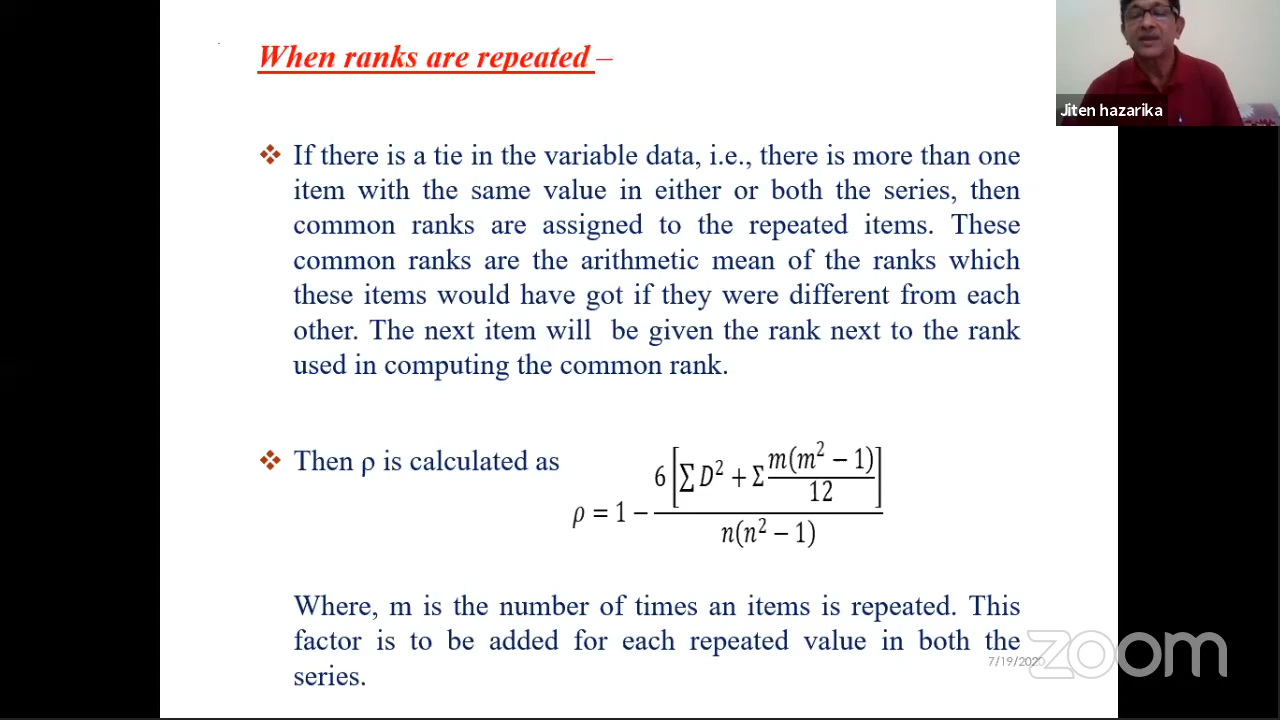 When ranks are repeated –
Jiten hazarika
❖ If there is a tie in the variable data, i.e., there is more than one
item with the same value in either or both the series, then
common ranks are assigned to the repeated items. These
common ranks are the arithmetic mean of the ranks which
these items would have got if they were different from each
other. The next item will be given the rank next to the rank
used in computing the common rank.
❖ Then ρ is calculated as
ρ = 1 − 6[∑D² + Σ m(m² − 1)/12] / n(n² − 1)
Where, m is the number of times an items is repeated. This
factor is to be added for each repeated value in both the
series.
7/19/2020
zoom